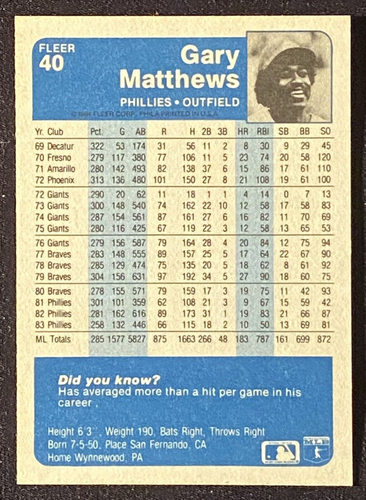 FLEER
40
Gary
Matthews
PHILLIES • OUTFIELD
© 1984 FLEER CORP., PHILA. PRINTED IN U.S.A.
Yr. Club Pct. G AB R H 2B 3B HR RBI SB BB SO
69 Decatur .322 53 174 31 56 11 2 8 30 9 29 45
70 Fresno .279 117 380 77 106 11 5 23 74 20 58 120
71 Amarillo .280 142 493 82 138 37 6 15 86 17 61 110
72 Phoenix .313 136 480 101 150 27 8 21 108 19 61 100
72 Giants .290 20 62 11 18 1 1 4 14 0 7 13
73 Giants .300 148 540 74 162 22 10 12 58 17 58 83
74 Giants .287 154 561 87 161 27 6 16 82 11 70 69
75 Giants .280 116 425 67 119 22 3 12 58 13 65 53
76 Giants .279 156 587 79 164 28 4 20 84 12 75 94
77 Braves .283 148 555 89 157 25 5 17 64 22 67 90
78 Braves .285 129 474 75 135 20 5 18 62 8 61 92
79 Braves .304 156 631 97 192 34 5 27 90 18 60 75
80 Braves .278 155 571 79 159 17 3 19 75 11 42 93
81 Phillies .301 101 359 62 108 21 3 9 67 15 59 42
82 Phillies .281 162 616 89 173 31 1 19 83 21 66 87
83 Phillies .258 132 446 66 115 18 2 10 50 13 69 81
ML Totals .285 1577 5827 875 1663 266 48 183 787 161 699 872
Did you know?
Has averaged more than a hit per game in his
career.
Height 6'3", Weight 190, Bats Right, Throws Right
Born 7-5-50, Place San Fernando, CA
Home Wynnewood, PA